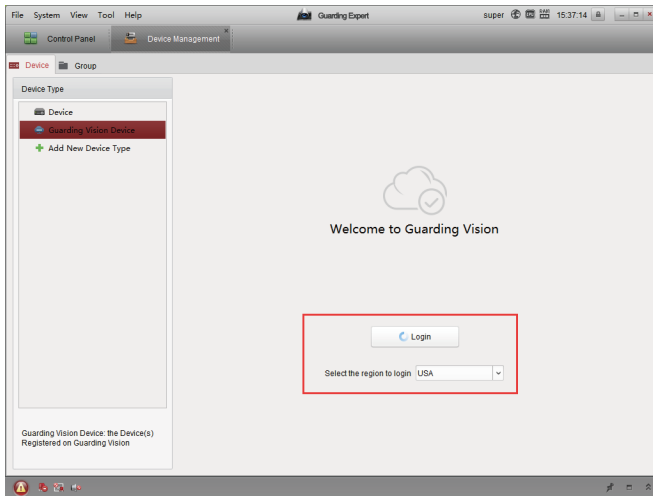 File System View Tool Help Guarding Expert super 15:37:14
Control Panel Device Management
Device Group
Device Type
Device
Guarding Vision Device
Add New Device Type
Welcome to Guarding Vision
Login
Select the region to login USA
Guarding Vision Device: the Device(s)
Registered on Guarding Vision